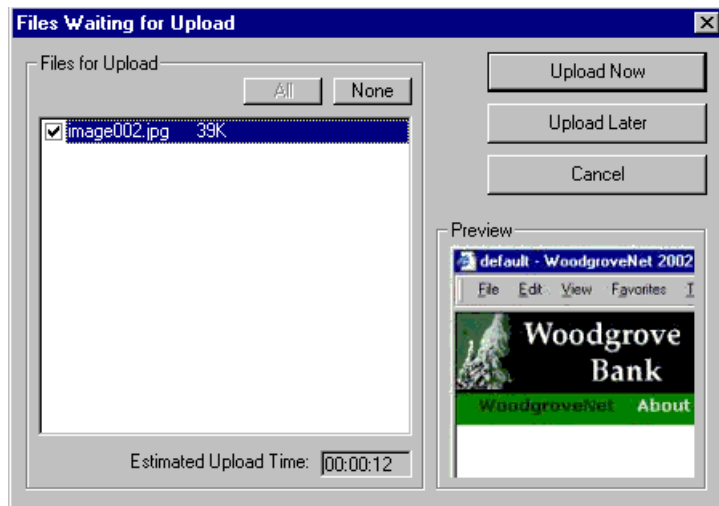 Files Waiting for Upload
Files for Upload
All
None
image002.jpg 39K
Estimated Upload Time: 00:00:12
Upload Now
Upload Later
Cancel
Preview
default - WoodgroveNet 2002
File Edit View Favorites T
Woodgrove
Bank
WoodgroveNet About